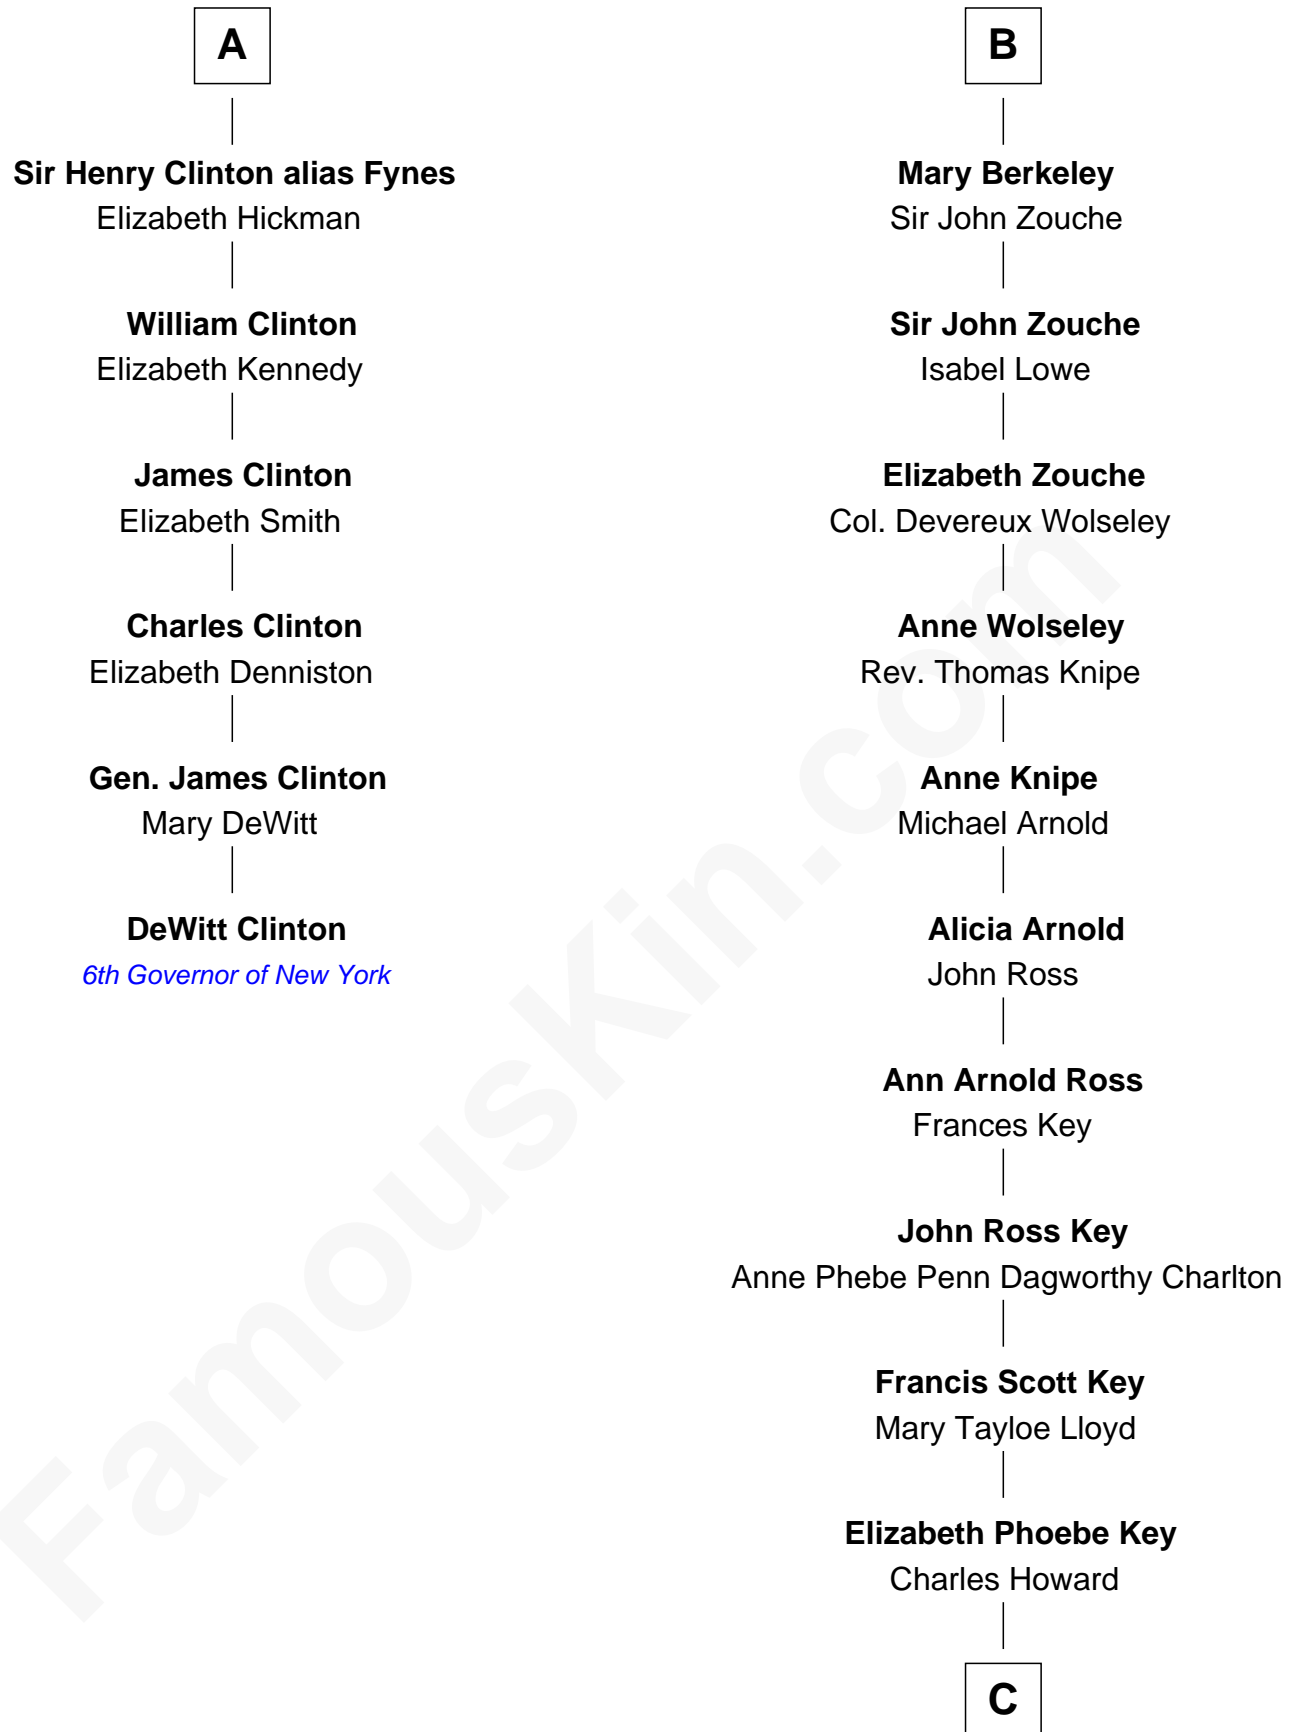 A
Sir Henry Clinton alias Fynes
Elizabeth Hickman
William Clinton
Elizabeth Kennedy
James Clinton
Elizabeth Smith
Charles Clinton
Elizabeth Denniston
Gen. James Clinton
Mary DeWitt
DeWitt Clinton
6th Governor of New York
B
Mary Berkeley
Sir John Zouche
Sir John Zouche
Isabel Lowe
Elizabeth Zouche
Col. Devereux Wolseley
Anne Wolseley
Rev. Thomas Knipe
Anne Knipe
Michael Arnold
Alicia Arnold
John Ross
Ann Arnold Ross
Frances Key
John Ross Key
Anne Phebe Penn Dagworthy Charlton
Francis Scott Key
Mary Tayloe Lloyd
Elizabeth Phoebe Key
Charles Howard
C
FamousKin.com